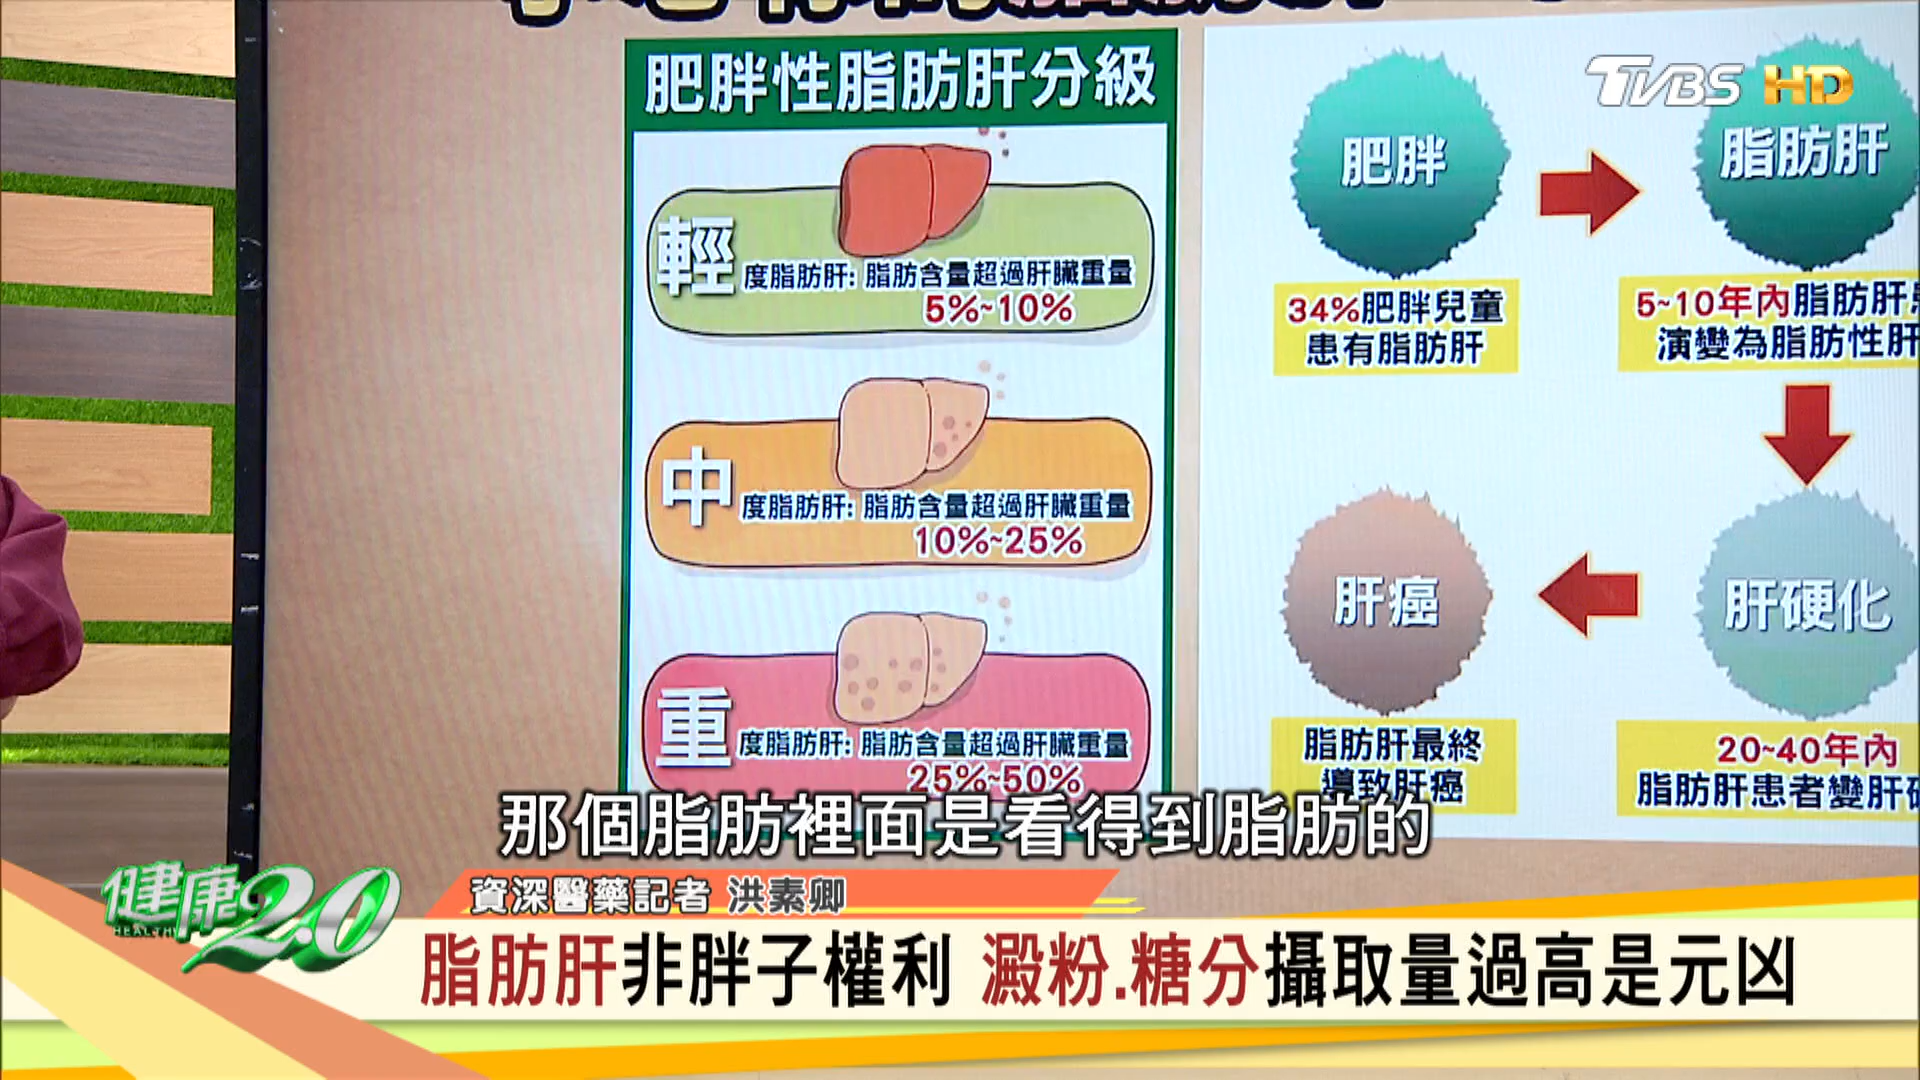 肥胖性脂肪肝分級
輕度脂肪肝: 脂肪含量超過肝臟重量
5%~10%
中度脂肪肝: 脂肪含量超過肝臟重量
10%~25%
重度脂肪肝: 脂肪含量超過肝臟重量
25%~50%
TVBS HD
肥胖
34%肥胖兒童
患有脂肪肝
脂肪肝
5~10年內脂肪肝
演變為脂肪性肝
肝硬化
20~40年內
脂肪肝患者變肝
肝癌
脂肪肝最終
導致肝癌
那個脂肪裡面是看得到脂肪的
健康2.0
HEALTH
資深醫藥記者 洪素卿
脂肪肝非胖子權利 澱粉.糖分攝取量過高是元凶